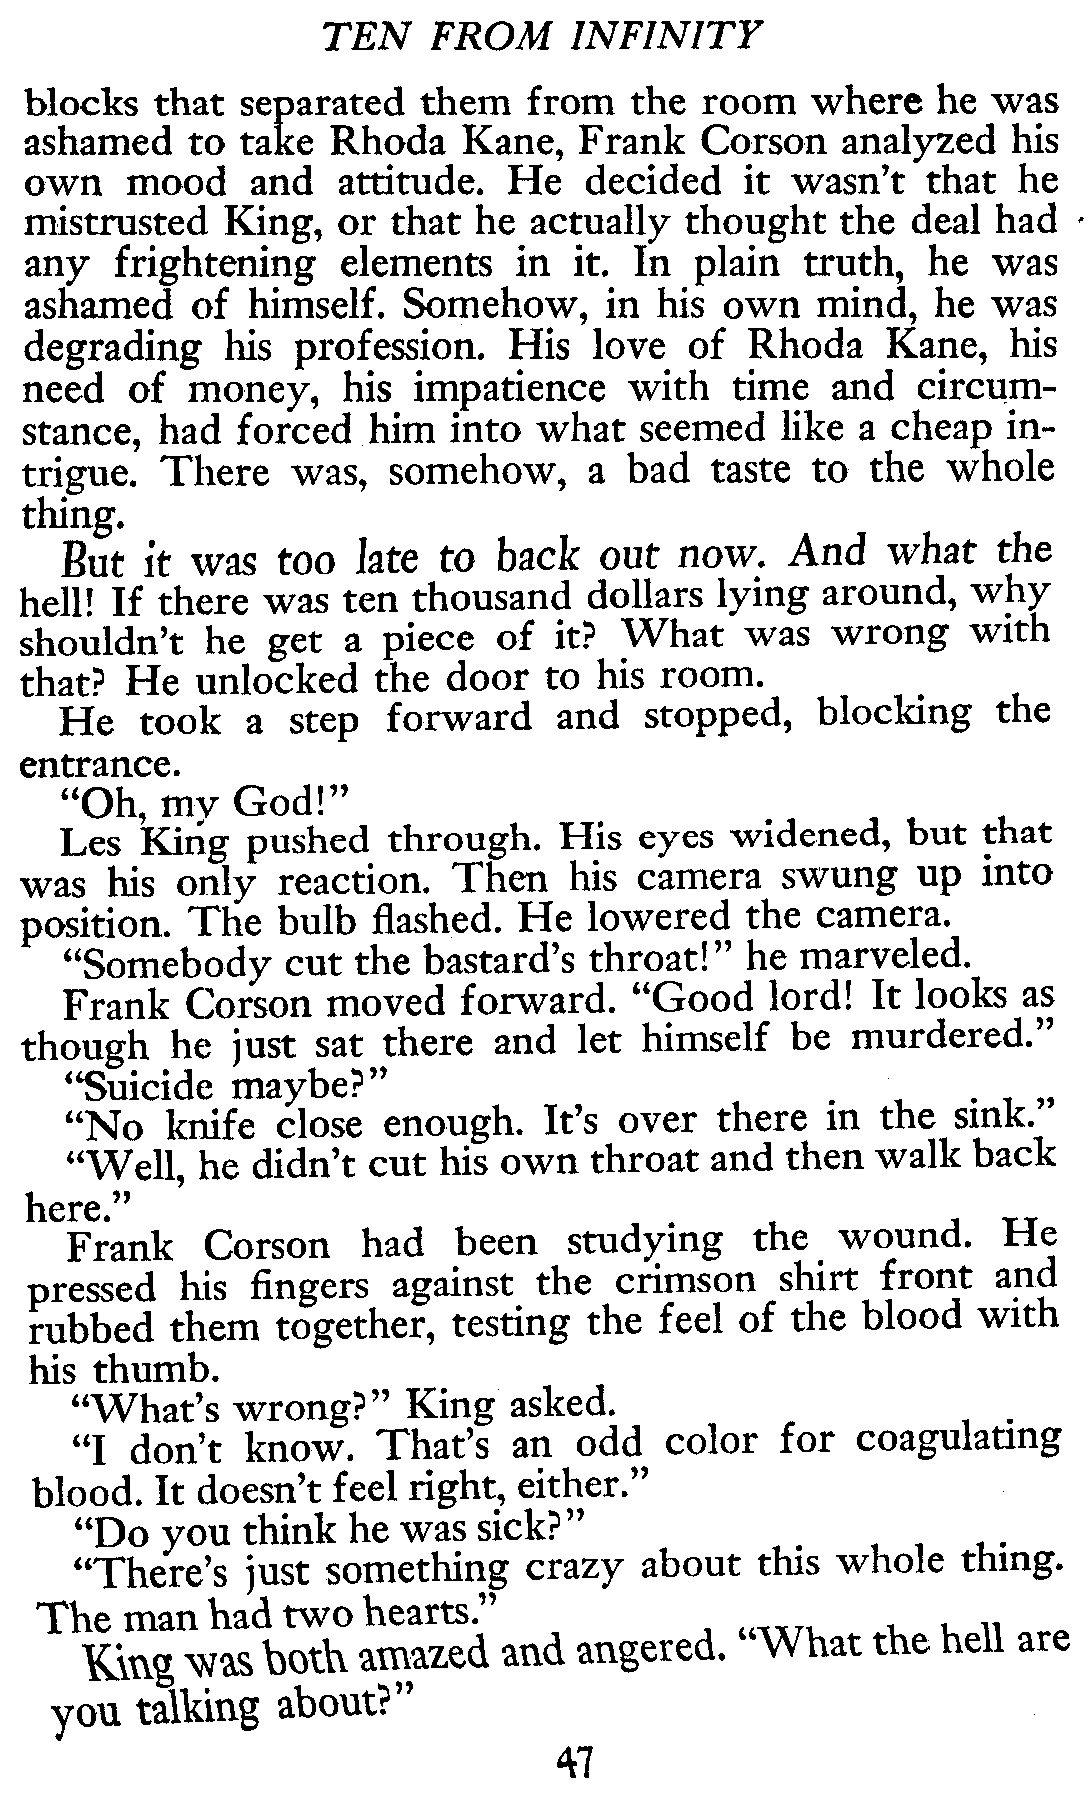 TEN FROM INFINITY
blocks that separated them from the room where he was
ashamed to take Rhoda Kane, Frank Corson analyzed his
own mood and attitude. He decided it wasn't that he
mistrusted King, or that he actually thought the deal had
any frightening elements in it. In plain truth, he was
ashamed of himself. Somehow, in his own mind, he was
degrading his profession. His love of Rhoda Kane, his
need of money, his impatience with time and circum-
stance, had forced him into what seemed like a cheap in-
trigue. There was, somehow, a bad taste to the whole
thing.
But it was too late to back out now. And what the
hell! If there was ten thousand dollars lying around, why
shouldn't he get a piece of it? What was wrong with
that? He unlocked the door to his room.
He took a step forward and stopped, blocking the
entrance.
“Oh, my God!”
Les King pushed through. His eyes widened, but that
was his only reaction. Then his camera swung up into
position. The bulb flashed. He lowered the camera.
“Somebody cut the bastard's throat!” he marveled.
Frank Corson moved forward. “Good lord! It looks as
though he just sat there and let himself be murdered.”
“Suicide maybe?”
“No knife close enough. It's over there in the sink.”
“Well, he didn't cut his own throat and then walk back
here.”
Frank Corson had been studying the wound. He
pressed his fingers against the crimson shirt front and
rubbed them together, testing the feel of the blood with
his thumb.
“What's wrong?” King asked.
“I don't know. That's an odd color for coagulating
blood. It doesn't feel right, either.”
“Do you think he was sick?”
“There's just something crazy about this whole thing.
The man had two hearts.”
King was both amazed and angered. “What the hell are
you talking about?”
47